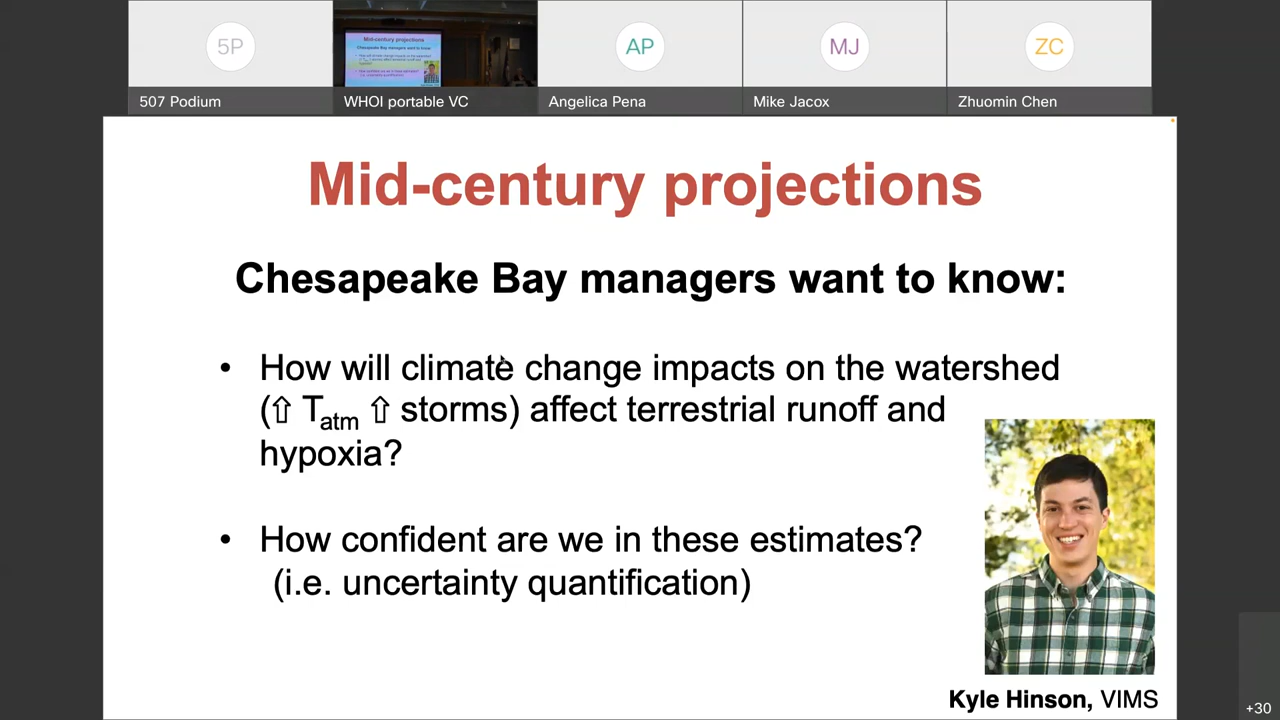 5P
AP
MJ
ZC
507 Podium
WHOI portable VC
Angelica Pena
Mike Jacox
Zhuomin Chen
Mid-century projections
Chesapeake Bay managers want to know:
• How will climate change impacts on the watershed
(⇧ Tatm ⇧ storms) affect terrestrial runoff and
hypoxia?
• How confident are we in these estimates?
(i.e. uncertainty quantification)
Kyle Hinson, VIMS
+30